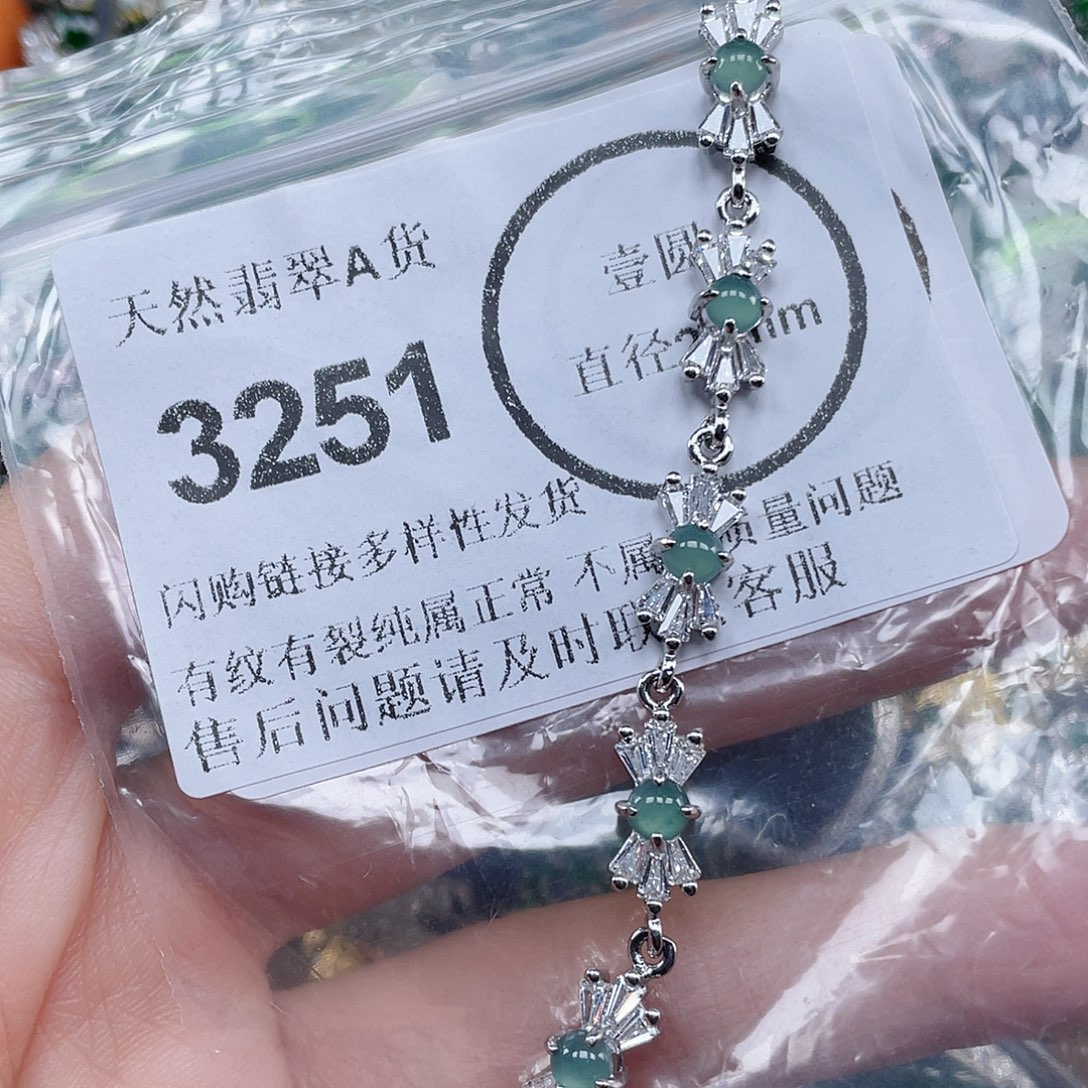 天然翡翠A货
3251
壹圆
直径 mm
闪购链接多样性发货
有纹有裂纯属正常 不属 质量问题
售后问题请及时联 客服